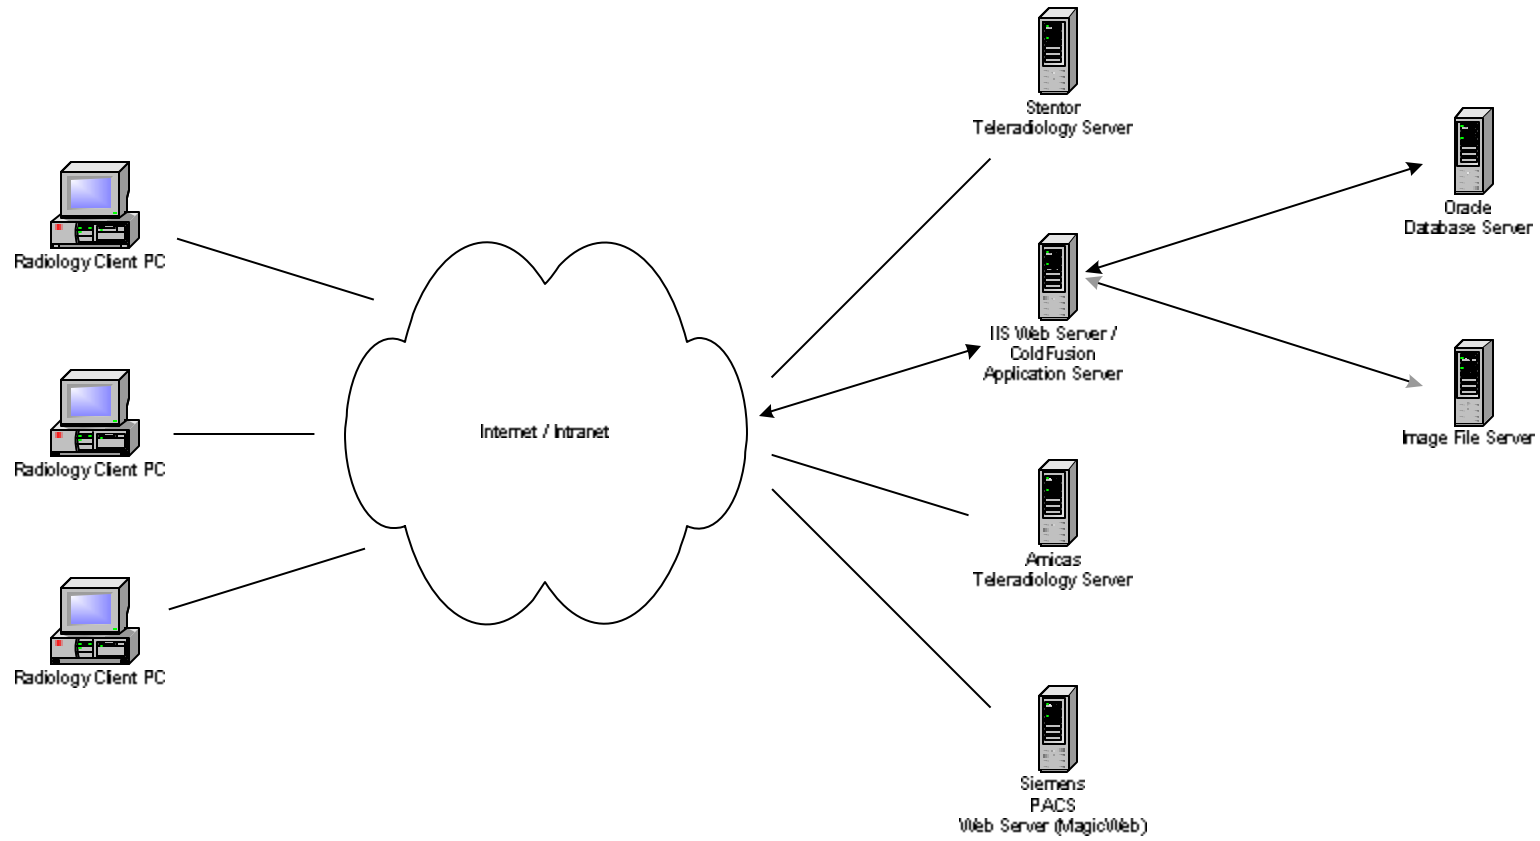 Stentor
Teleradiology Server
Oracle
Database Server
Radiology Client PC
IIS Web Server /
ColdFusion
Application Server
Internet / Intranet
Image File Server
Radiology Client PC
Amicas
Teleradiology Server
Radiology Client PC
Siemens
PACS
Web Server (MagicWeb)